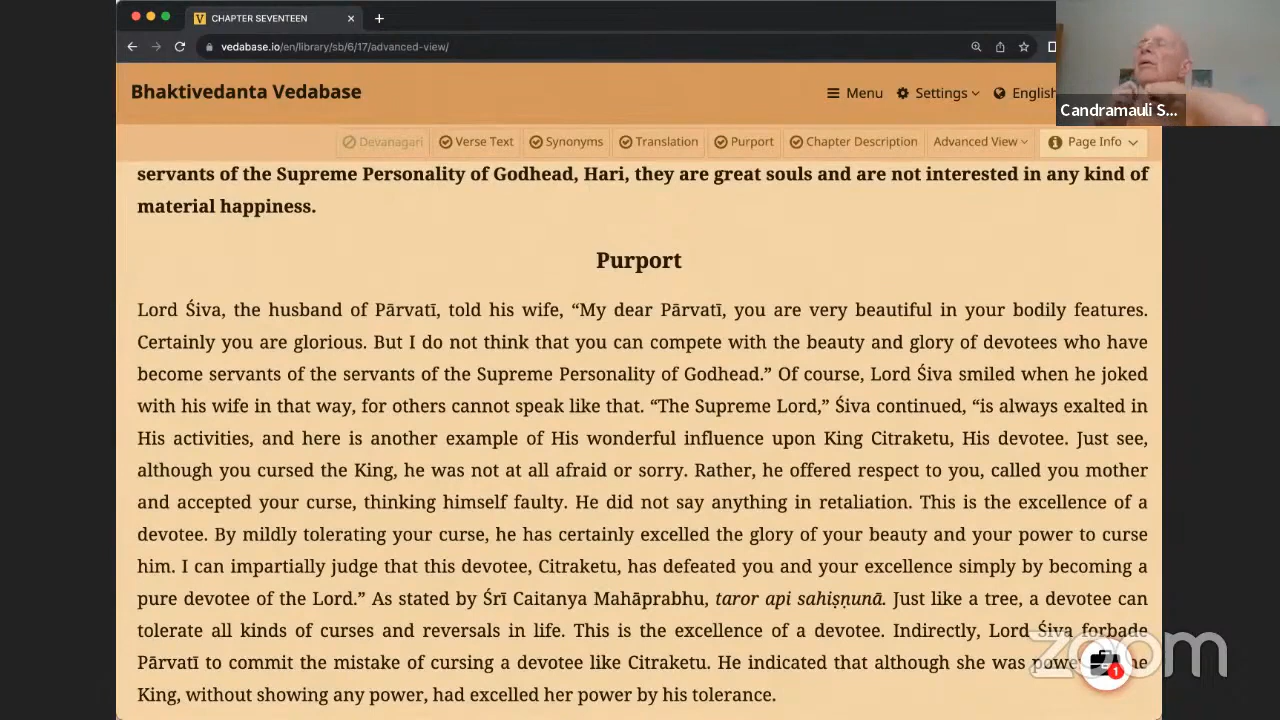 CHAPTER SEVENTEEN
vedabase.io/en/library/sb/6/17/advanced-view/
Bhaktivedanta Vedabase
Menu Settings English
Candramauli S...
Devanagari Verse Text Synonyms Translation Purport Chapter Description Advanced View Page Info
servants of the Supreme Personality of Godhead, Hari, they are great souls and are not interested in any kind of
material happiness.
Purport
Lord Śiva, the husband of Pārvatī, told his wife, “My dear Pārvatī, you are very beautiful in your bodily features.
Certainly you are glorious. But I do not think that you can compete with the beauty and glory of devotees who have
become servants of the servants of the Supreme Personality of Godhead.” Of course, Lord Śiva smiled when he joked
with his wife in that way, for others cannot speak like that. “The Supreme Lord,” Śiva continued, “is always exalted in
His activities, and here is another example of His wonderful influence upon King Citraketu, His devotee. Just see,
although you cursed the King, he was not at all afraid or sorry. Rather, he offered respect to you, called you mother
and accepted your curse, thinking himself faulty. He did not say anything in retaliation. This is the excellence of a
devotee. By mildly tolerating your curse, he has certainly excelled the glory of your beauty and your power to curse
him. I can impartially judge that this devotee, Citraketu, has defeated you and your excellence simply by becoming a
pure devotee of the Lord.” As stated by Śrī Caitanya Mahāprabhu, taror api sahiṣṇunā. Just like a tree, a devotee can
tolerate all kinds of curses and reversals in life. This is the excellence of a devotee. Indirectly, Lord Śiva forbade
Pārvatī to commit the mistake of cursing a devotee like Citraketu. He indicated that although she was
King, without showing any power, had excelled her power by his tolerance.
1
zoom